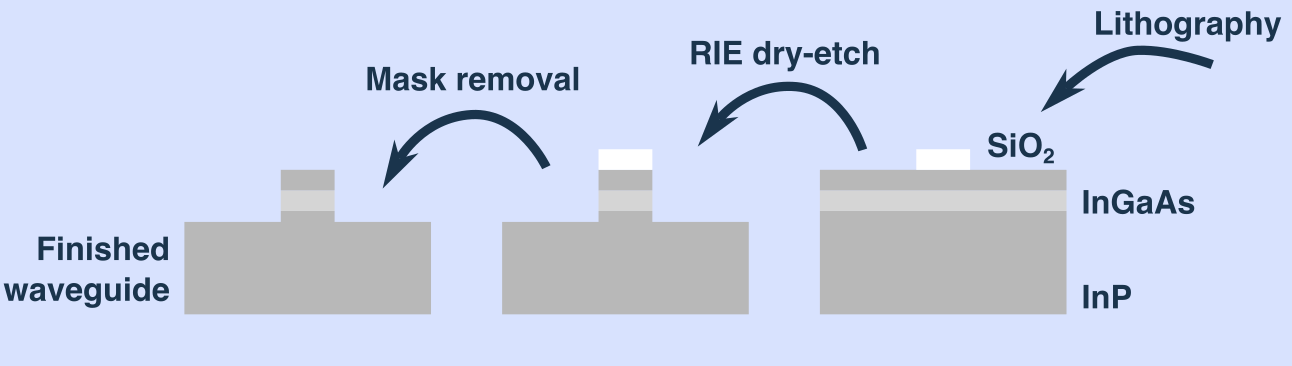 Lithography
RIE dry-etch
Mask removal
SiO₂
InGaAs
Finished
waveguide
InP